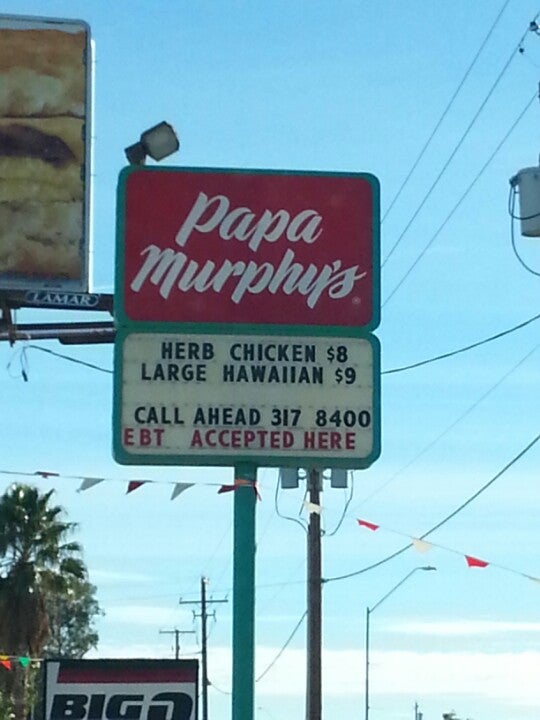 LAMAR
Papa
Murphy's
HERB CHICKEN $8
LARGE HAWAIIAN $9
CALL AHEAD 317 8400
EBT ACCEPTED HERE
BIG O